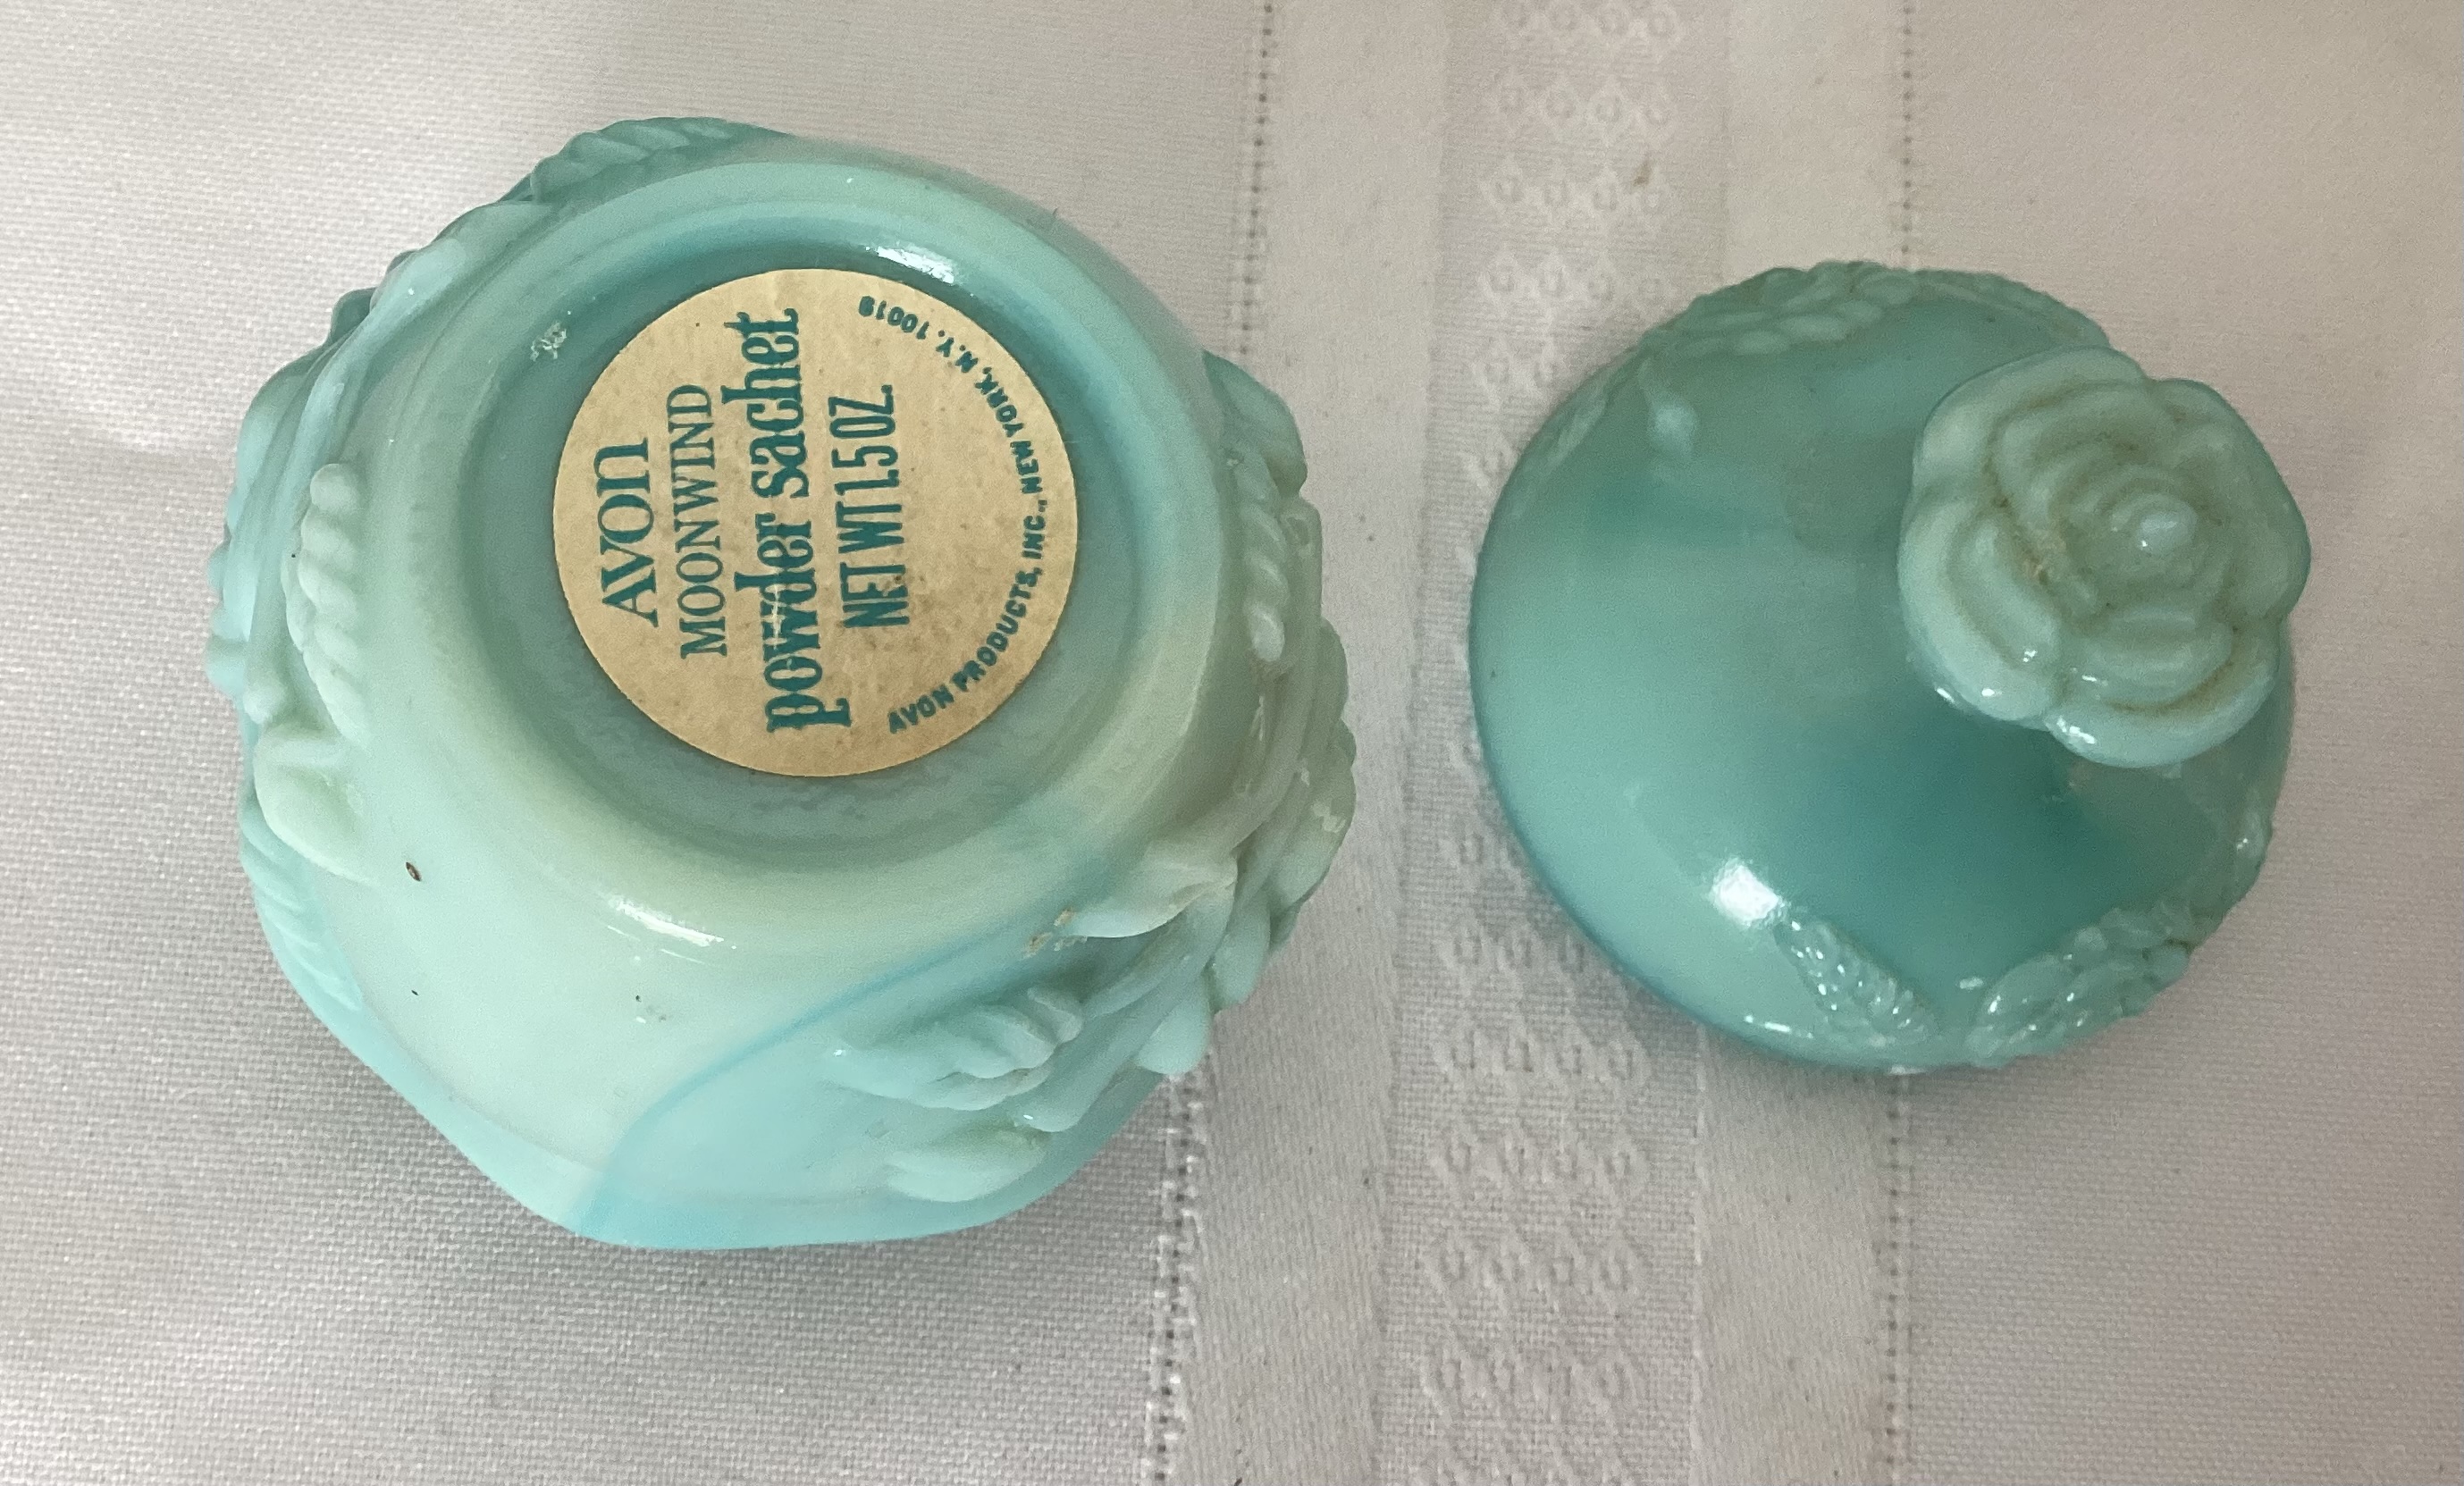 AVON
MOONWIND
powder sachet
NET WT 1.5 OZ.
AVON PRODUCTS, INC., NEW YORK, N.Y. 10019